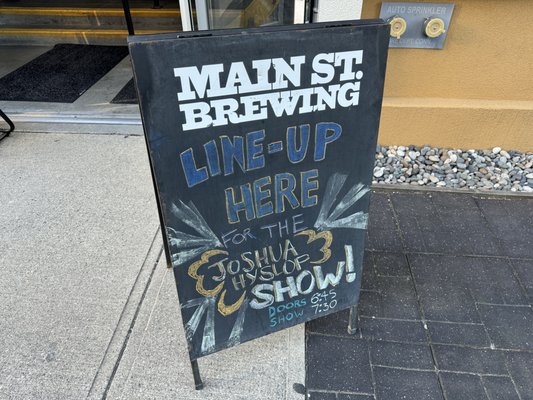 AUTO SPRINKLER
MAIN ST.
BREWING
LINE-UP
HERE
FOR THE
JOSHUA
HYSLOP
SHOW!
DOORS 6:45
SHOW 7:30